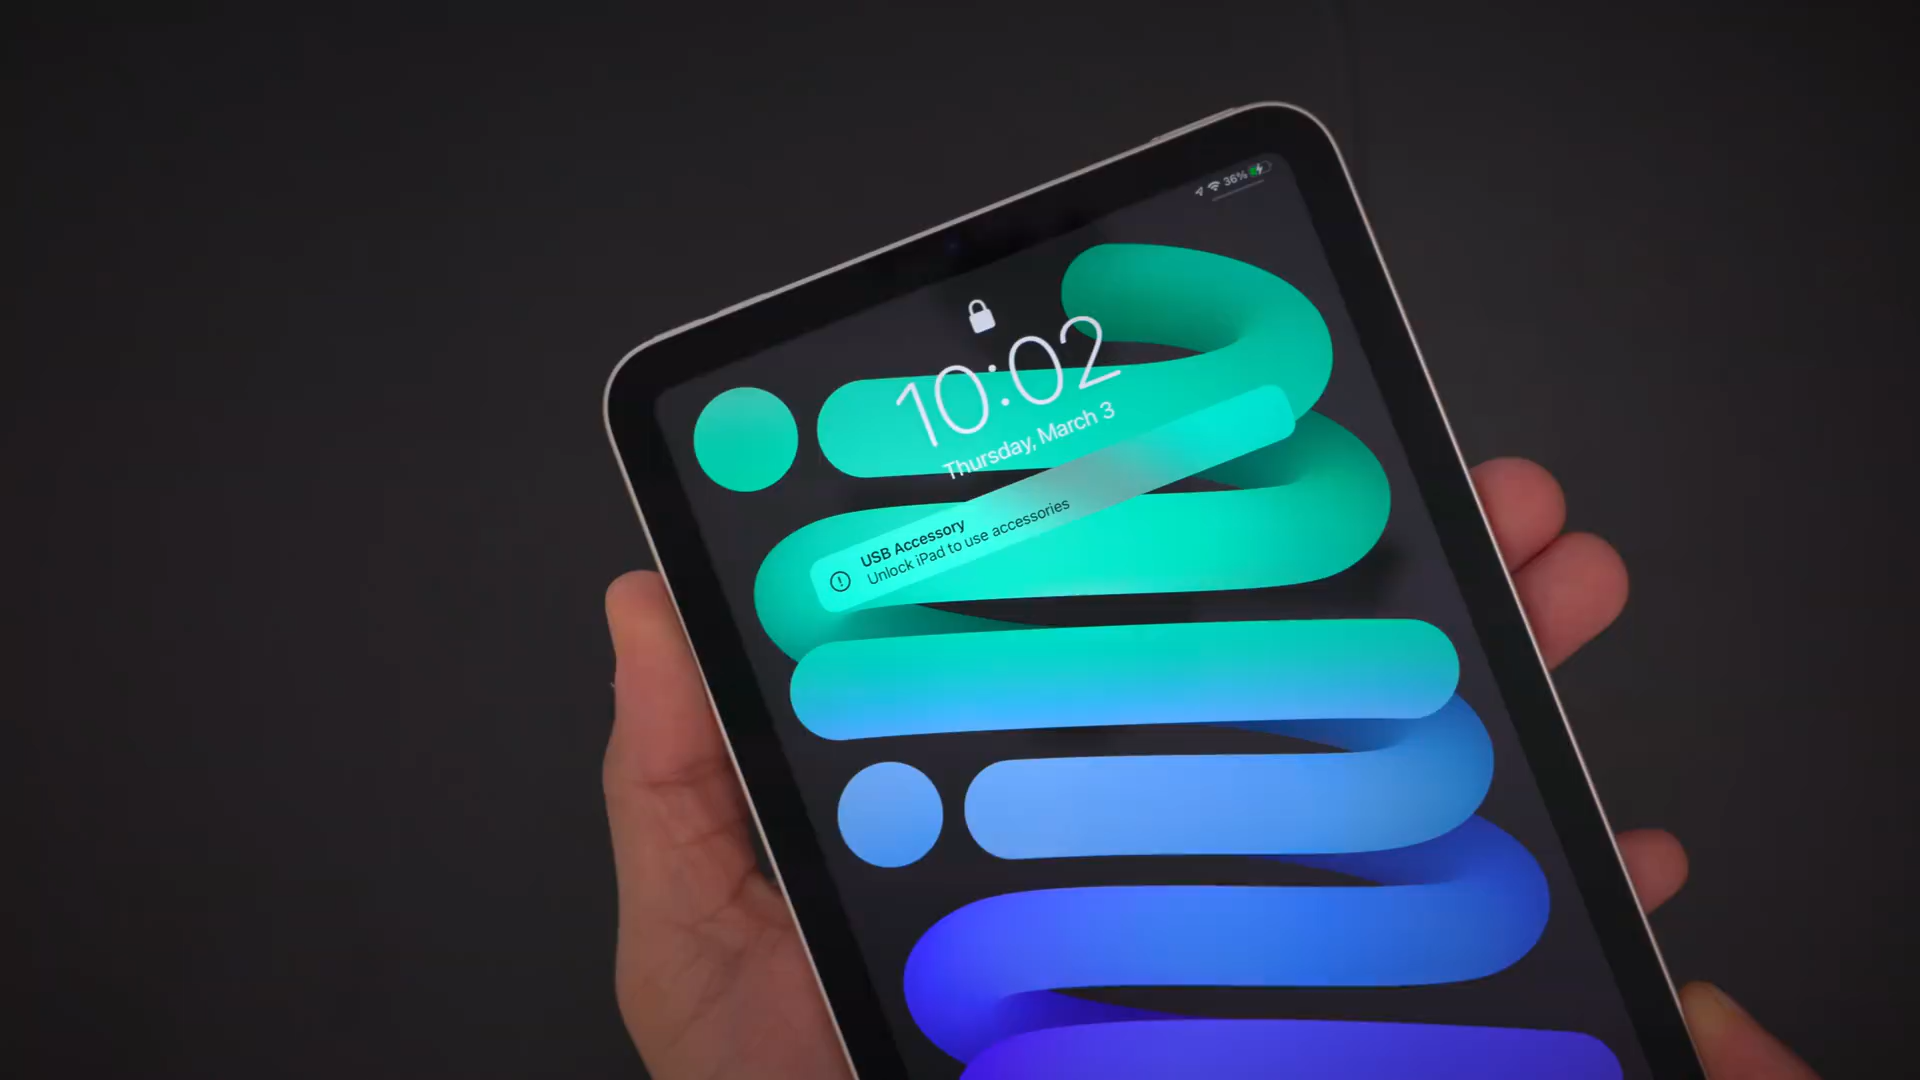 36%
10:02
Thursday, March 3
USB Accessory
Unlock iPad to use accessories